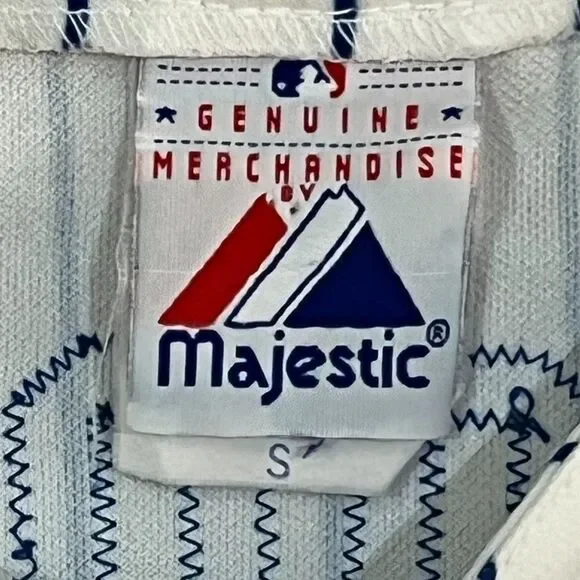 GENUINE
MERCHANDISE
BY
Majestic®
S